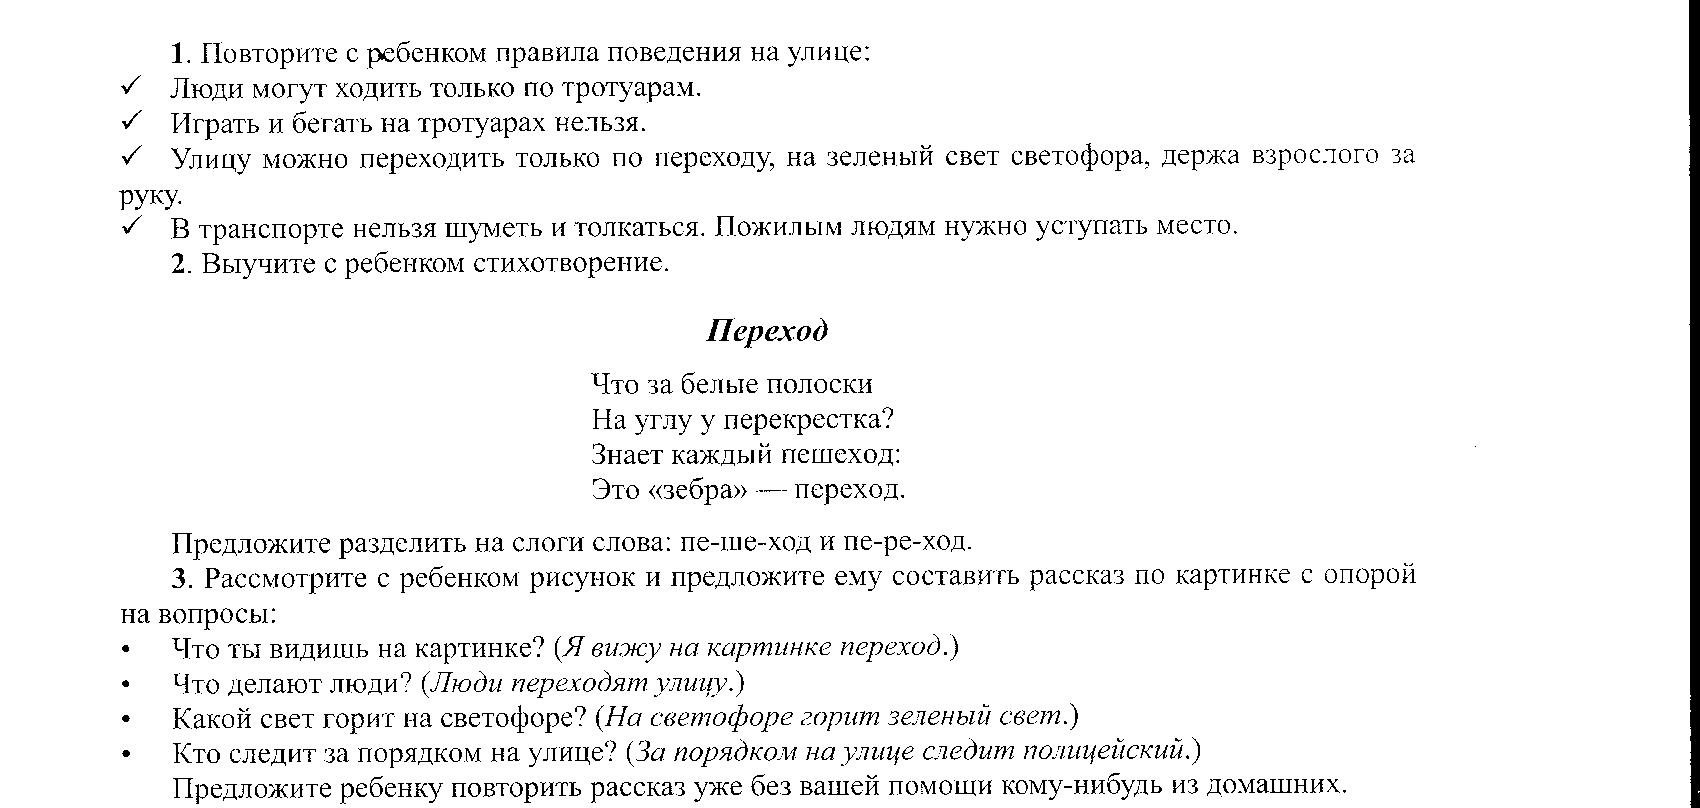 1. Повторите с ребенком правила поведения на улице:
✓ Люди могут ходить только по тротуарам.
✓ Играть и бегать на тротуарах нельзя.
✓ Улицу можно переходить только по переходу, на зеленый свет светофора, держа взрослого за
руку.
✓ В транспорте нельзя шуметь и толкаться. Пожилым людям нужно уступать место.
2. Выучите с ребенком стихотворение.
Переход
Что за белые полоски
На углу у перекрестка?
Знает каждый пешеход:
Это «зебра» — переход.
Предложите разделить на слоги слова: пе-ше-ход и пе-ре-ход.
3. Рассмотрите с ребенком рисунок и предложите ему составить рассказ по картинке с опорой
на вопросы:
• Что ты видишь на картинке? (Я вижу на картинке переход.)
• Что делают люди? (Люди переходят улицу.)
• Какой свет горит на светофоре? (На светофоре горит зеленый свет.)
• Кто следит за порядком на улице? (За порядком на улице следит полицейский.)
Предложите ребенку повторить рассказ уже без вашей помощи кому-нибудь из домашних.